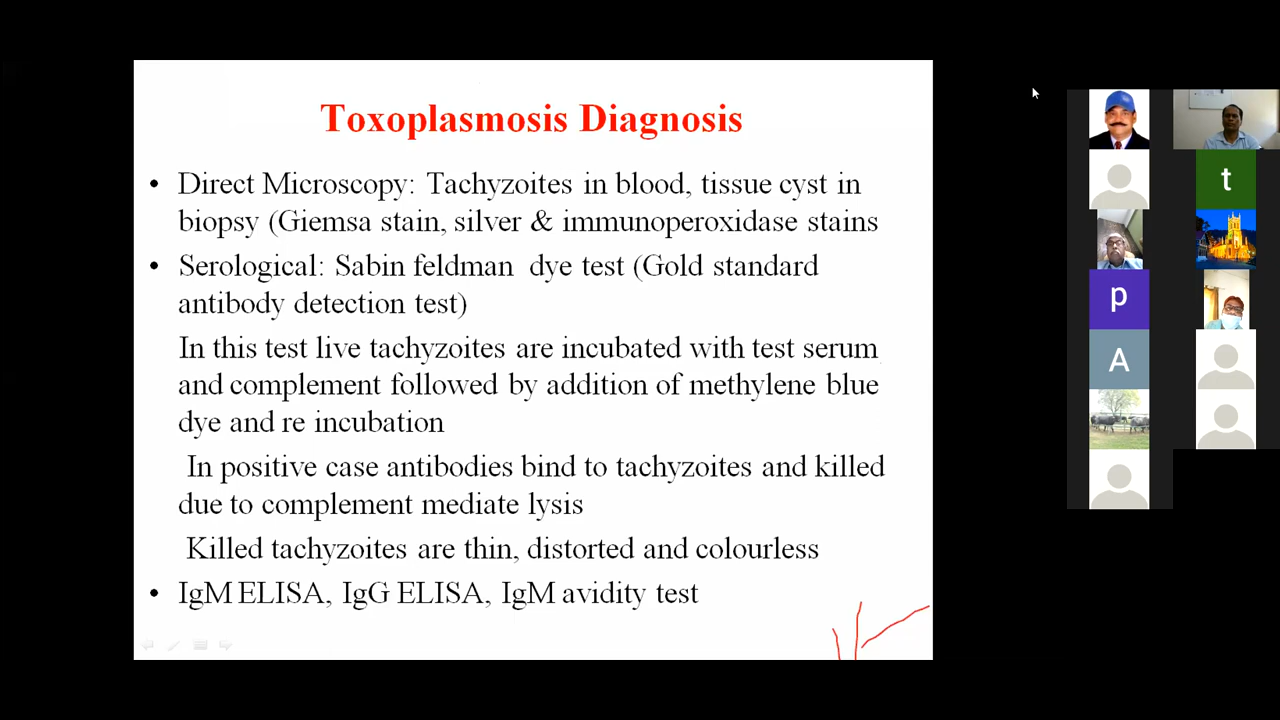 Toxoplasmosis Diagnosis
• Direct Microscopy: Tachyzoites in blood, tissue cyst in
biopsy (Giemsa stain, silver & immunoperoxidase stains
• Serological: Sabin feldman dye test (Gold standard
antibody detection test)
In this test live tachyzoites are incubated with test serum
and complement followed by addition of methylene blue
dye and re incubation
In positive case antibodies bind to tachyzoites and killed
due to complement mediate lysis
Killed tachyzoites are thin, distorted and colourless
• IgM ELISA, IgG ELISA, IgM avidity test
t
p
A